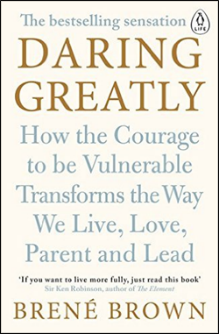 The bestselling sensation
LIFE
DARING
GREATLY
How the Courage
to be Vulnerable
Transforms the Way
We Live, Love,
Parent and Lead
'If you want to live more fully, just read this book'
Sir Ken Robinson, author of The Element
BRENÉ BROWN